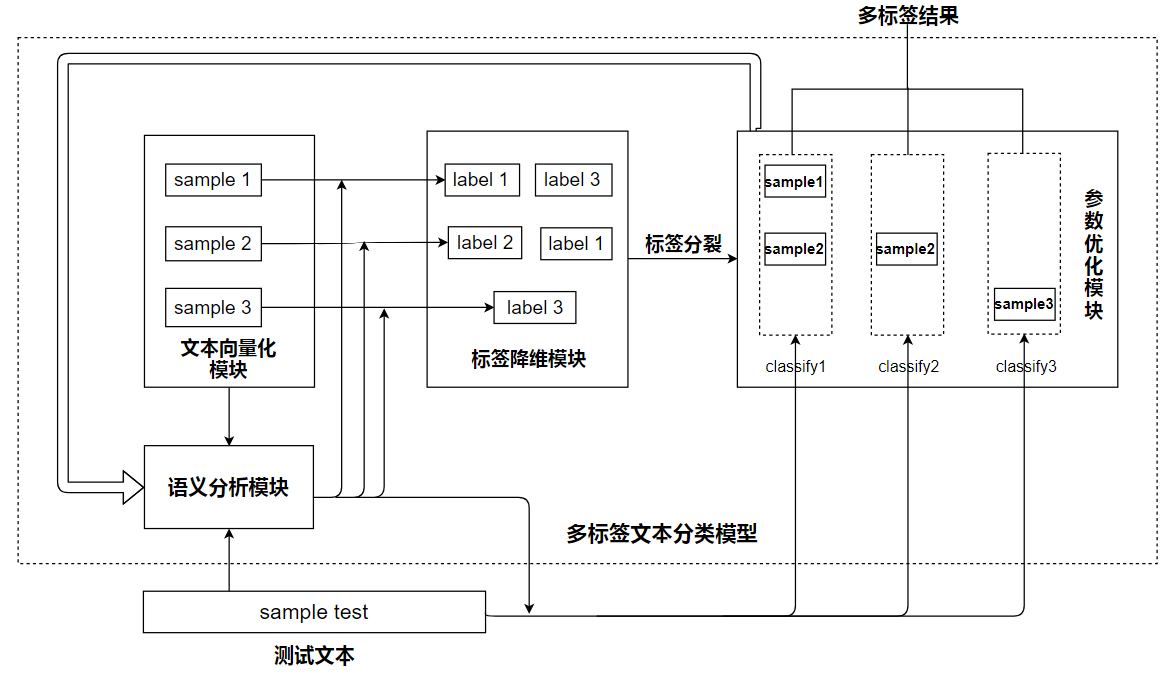 多标签结果
sample 1
sample 2
sample 3
文本向量化
模块
label 1
label 3
label 2
label 1
label 3
标签降维模块
标签分裂
sample1
sample2
sample2
sample3
classify1
classify2
classify3
参数优化模块
语义分析模块
多标签文本分类模型
sample test
测试文本